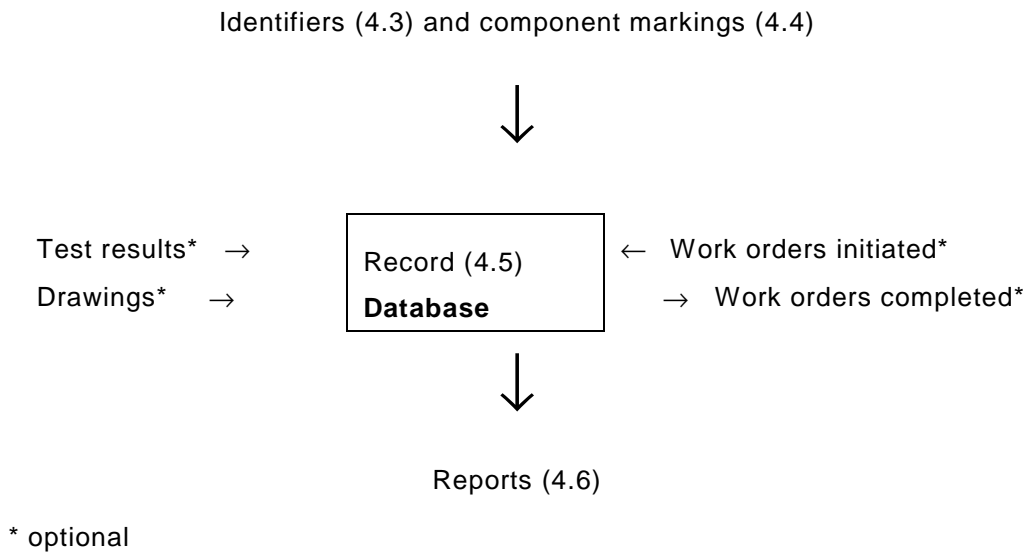 Identifiers (4.3) and component markings (4.4)
↓
Test results* → Record (4.5) ← Work orders initiated*
Drawings* → Database → Work orders completed*
↓
Reports (4.6)
* optional